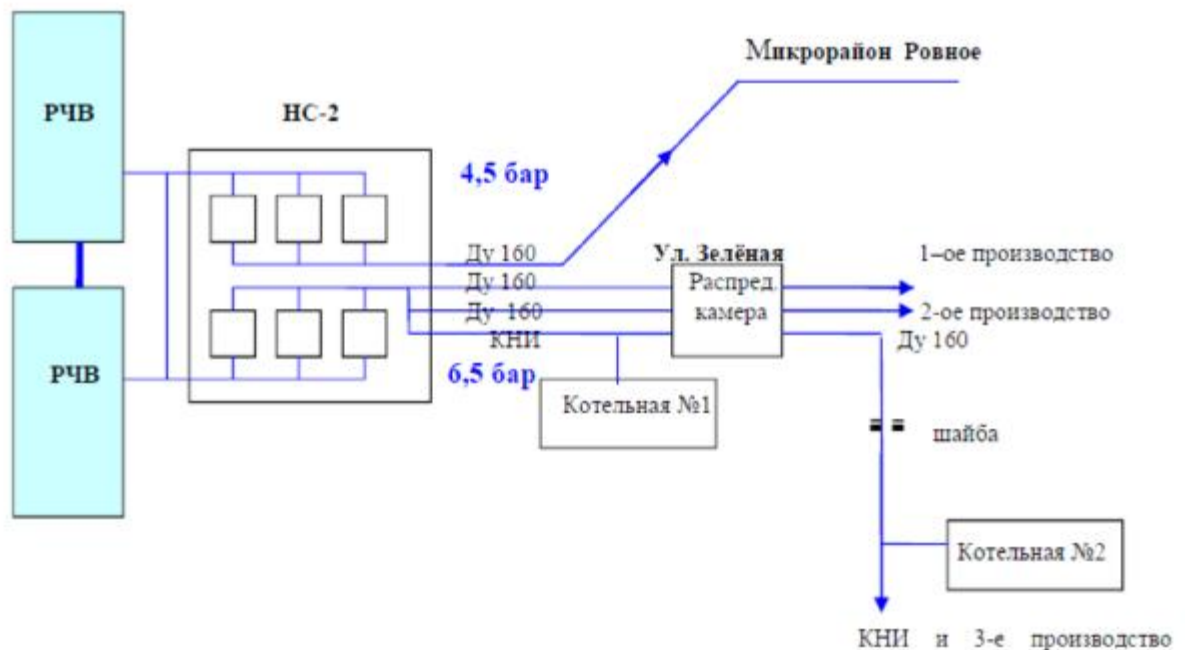 Микрорайон Ровное
РЧВ
НС-2
4,5 бар
Ду 160
Ул. Зелёная
1–ое производство
Ду 160
Распред.
камера
Ду 160
2-ое производство
КНИ
Ду 160
РЧВ
6,5 бар
Котельная №1
шайба
Котельная №2
КНИ и 3-е производство